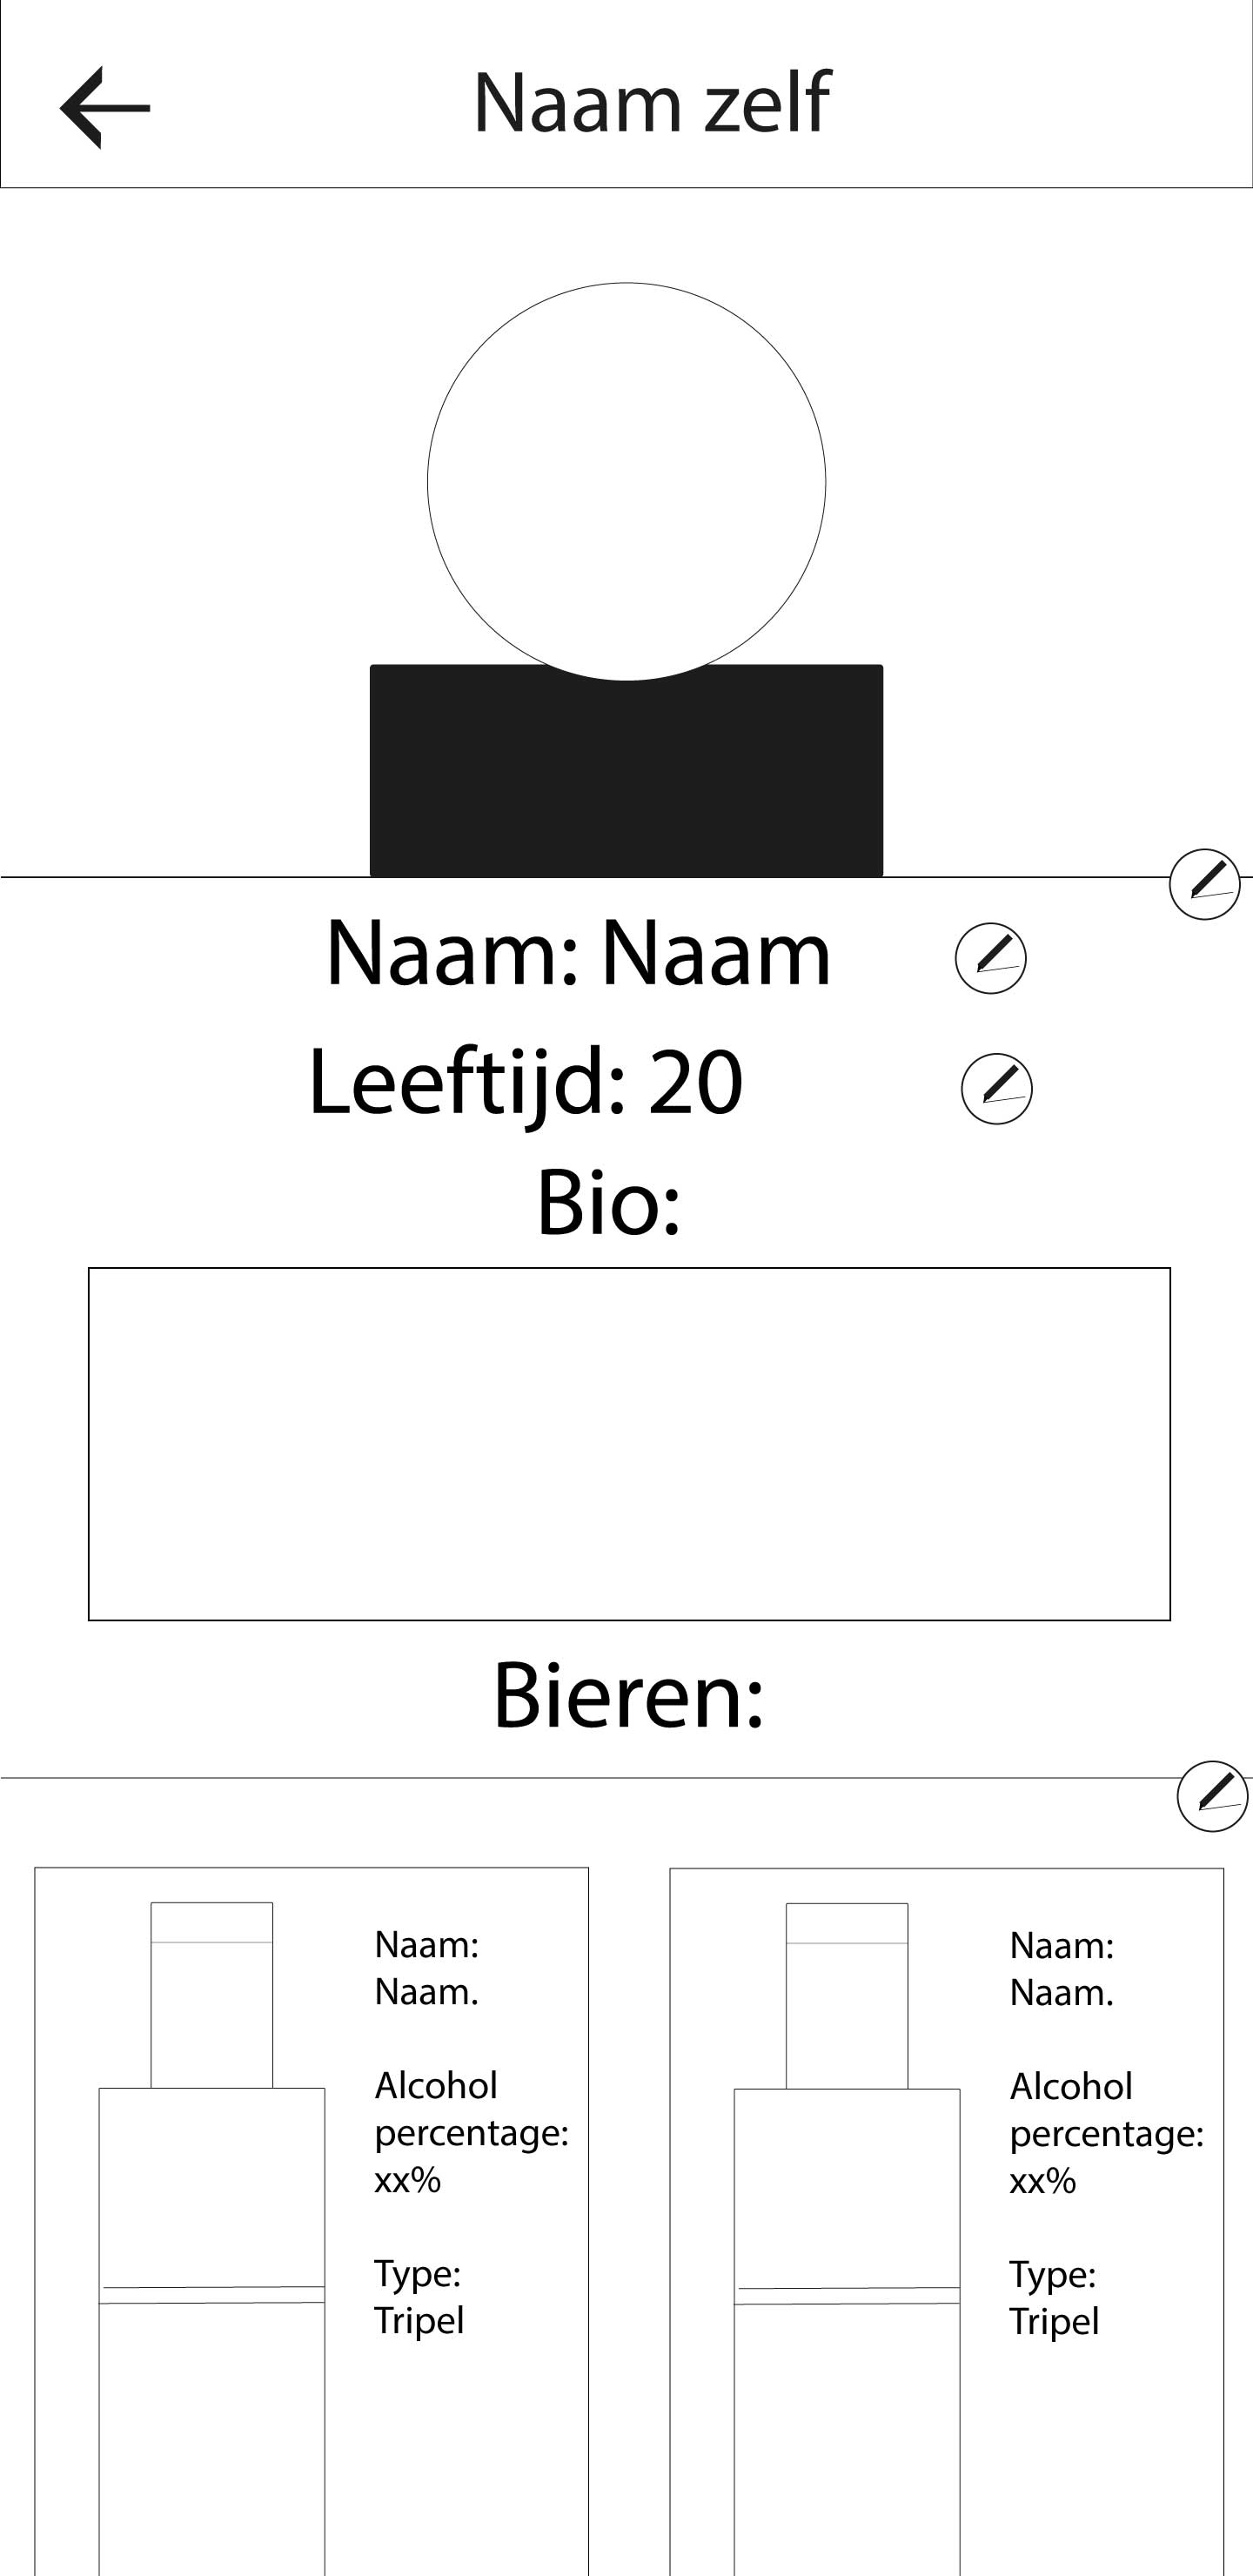 Naam zelf
Naam: Naam
Leeftijd: 20
Bio:
Bieren:
Naam:
Naam.
Alcohol
percentage:
xx%
Type:
Tripel
Naam:
Naam.
Alcohol
percentage:
xx%
Type:
Tripel